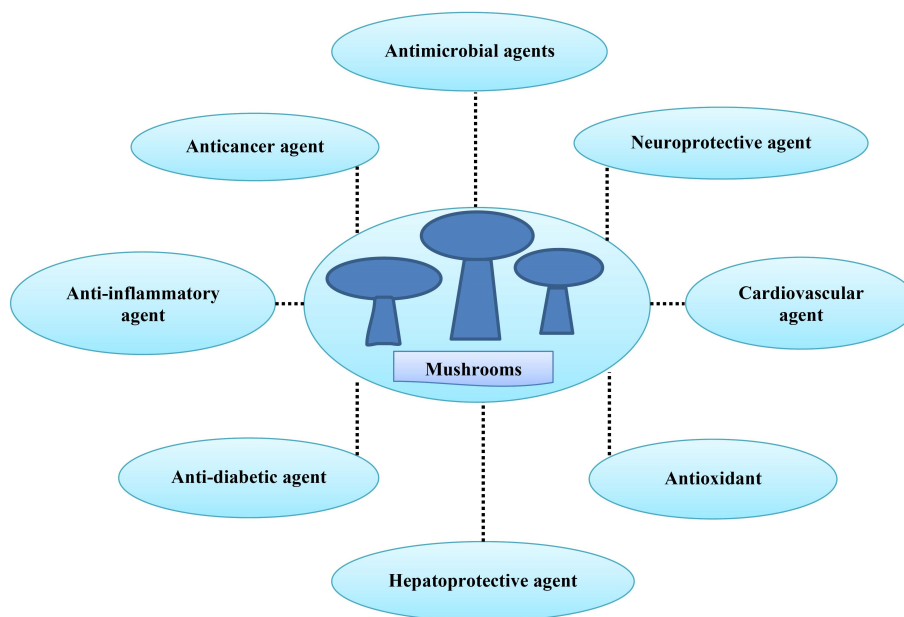 Antimicrobial agents
Anticancer agent
Neuroprotective agent
Anti-inflammatory
agent
Cardiovascular
agent
Mushrooms
Anti-diabetic agent
Antioxidant
Hepatoprotective agent